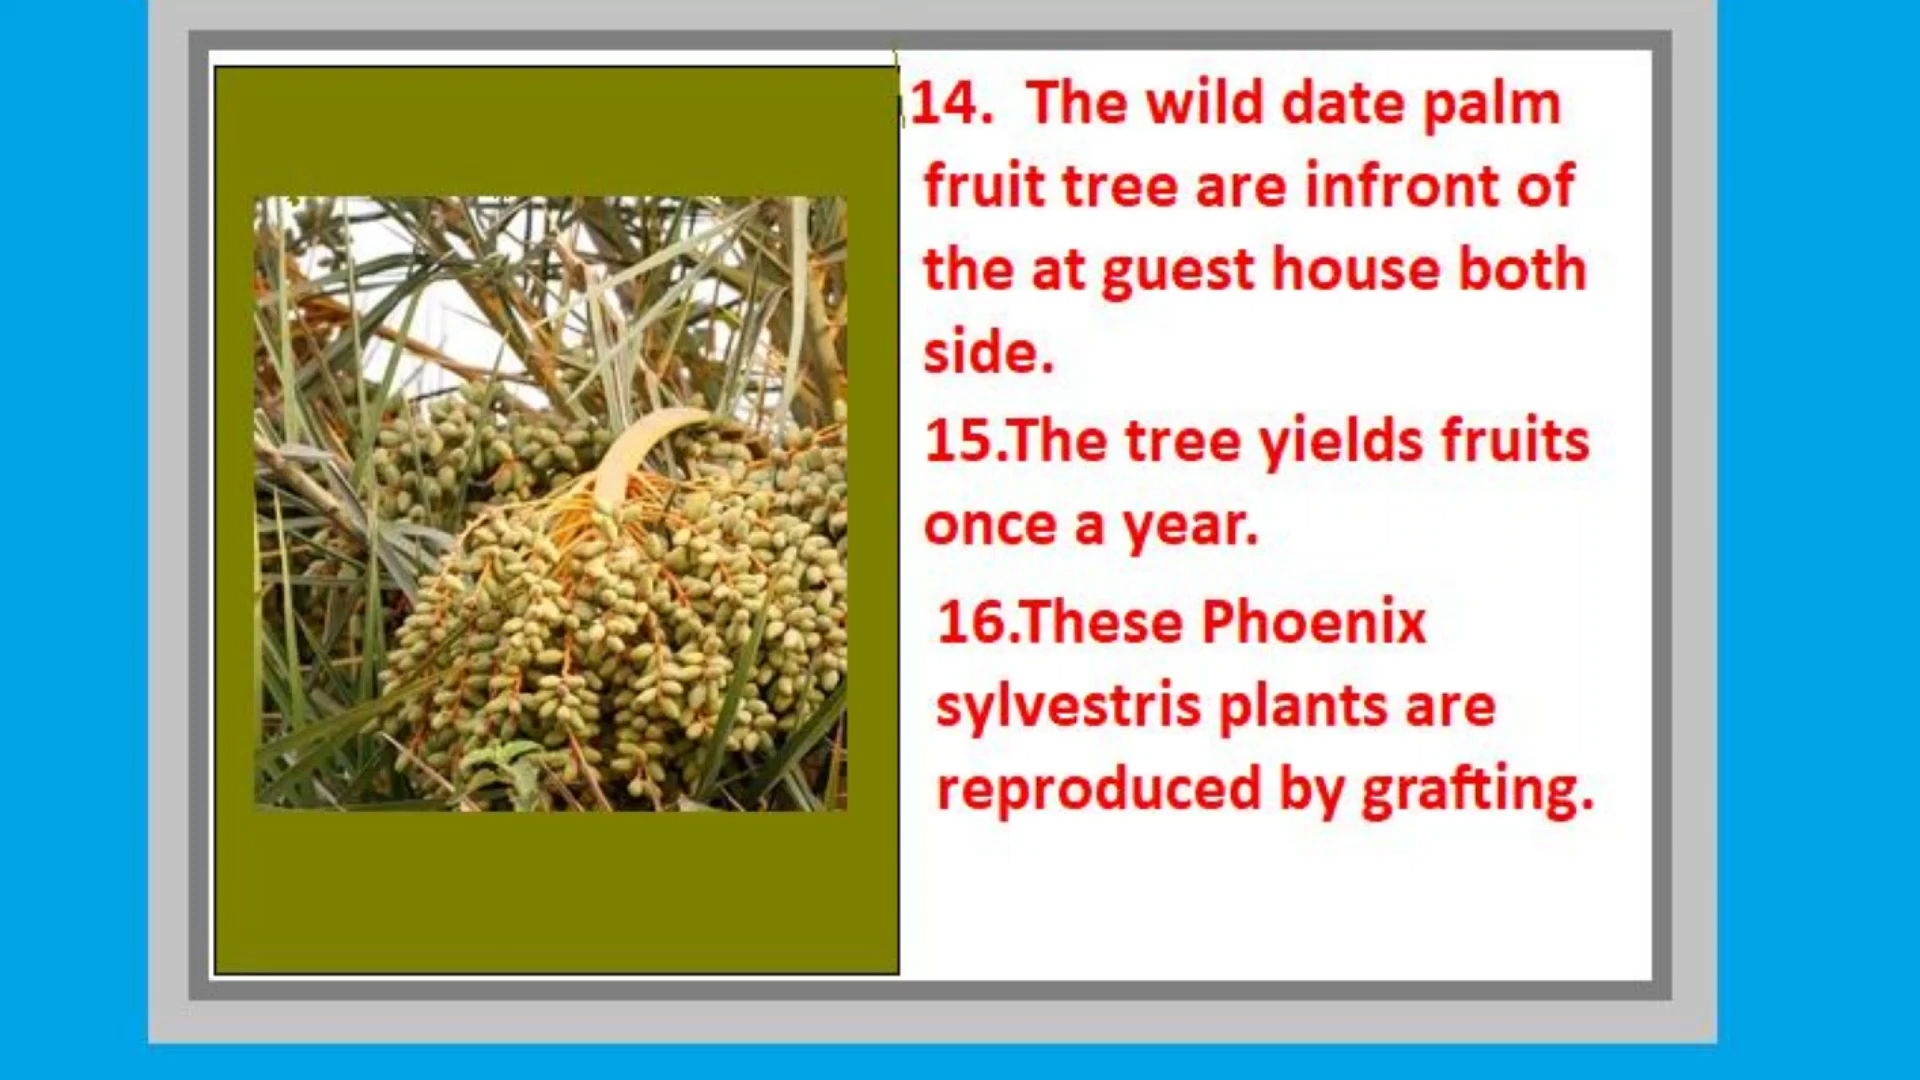 14.  The wild date palm
fruit tree are infront of
the at guest house both
side.
15.The tree yields fruits
once a year.
16.These Phoenix
sylvestris plants are
reproduced by grafting.